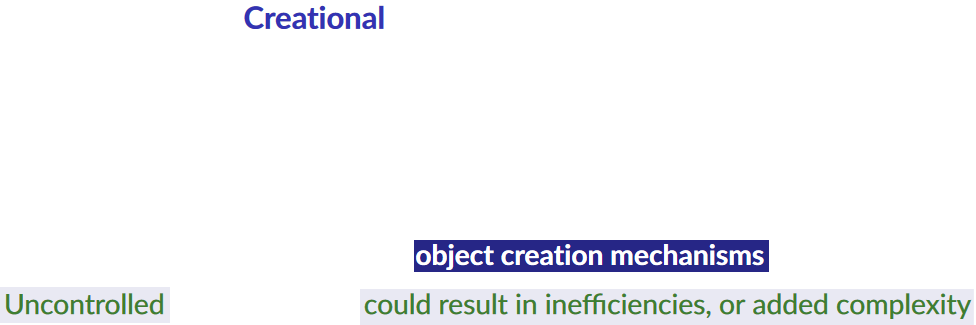 Creational
object creation mechanisms
Uncontrolled could result in inefficiencies, or added complexity